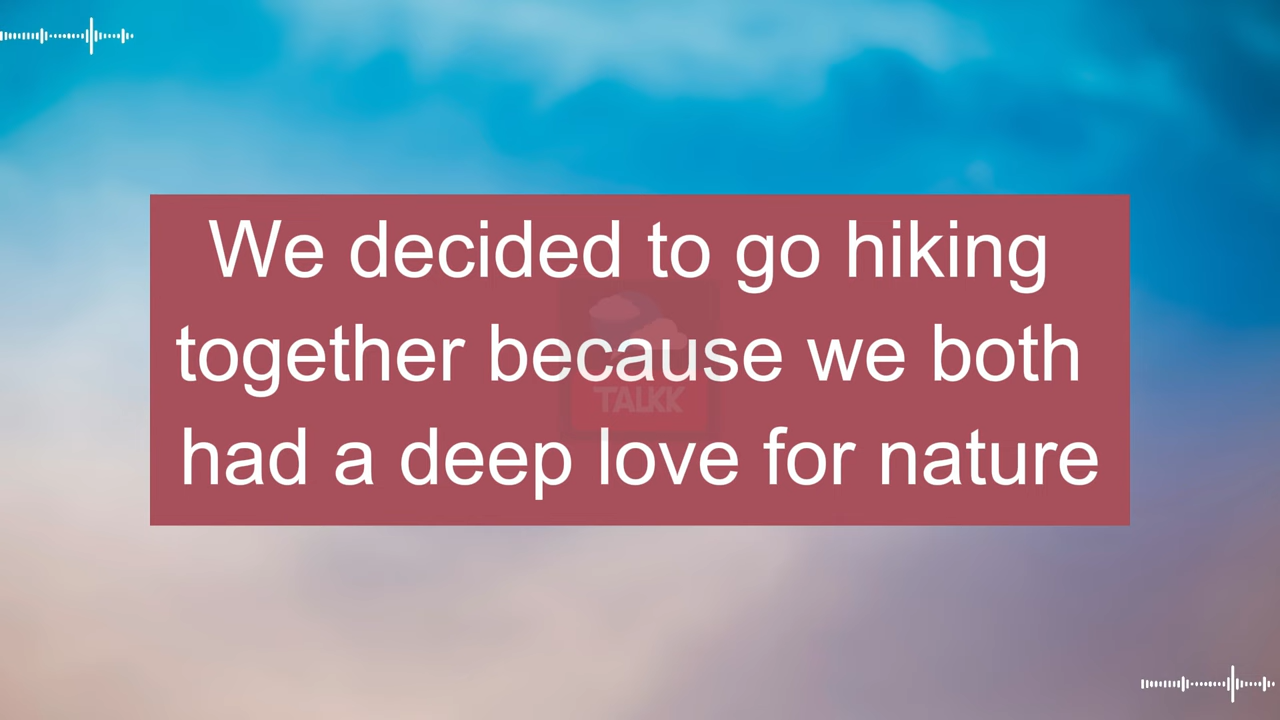 We decided to go hiking
together because we both
had a deep love for nature
TALKK